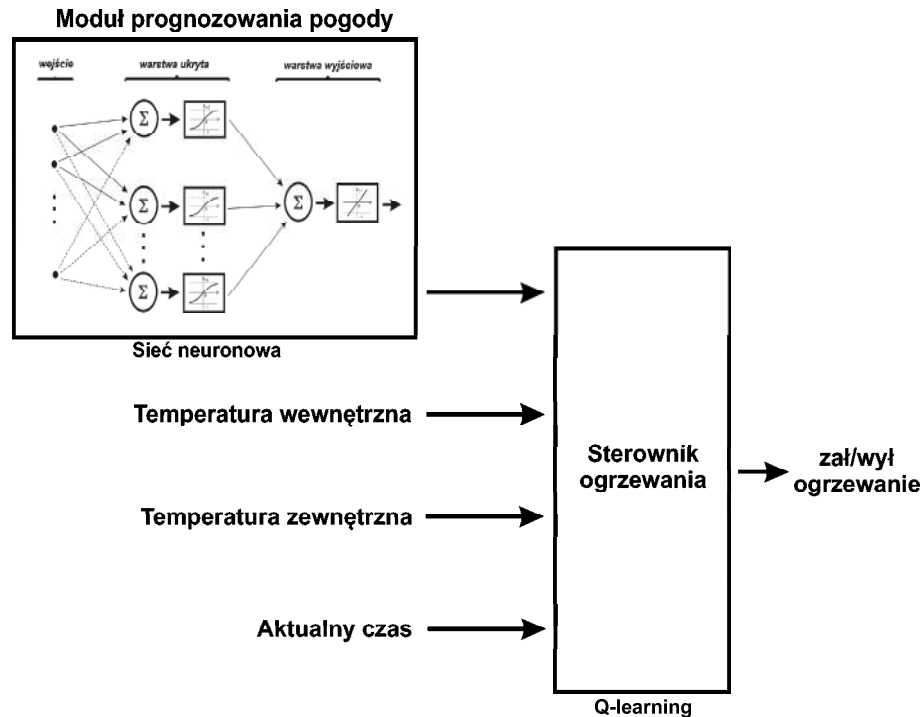 Moduł prognozowania pogody
wejście
warstwa ukryta
warstwa wyjściowa
Σ
Σ
Σ
Σ
Sieć neuronowa
Temperatura wewnętrzna
Temperatura zewnętrzna
Aktualny czas
Sterownik
ogrzewania
zał/wył
ogrzewanie
Q-learning